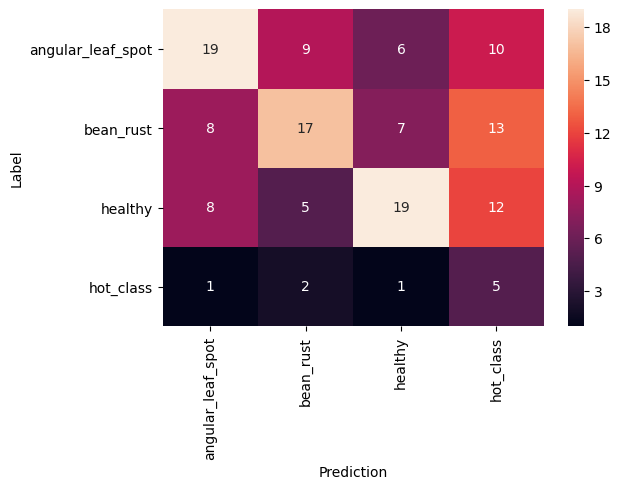 angular_leaf_spot 19 9 6 10
bean_rust 8 17 7 13
healthy 8 5 19 12
hot_class 1 2 1 5
Label
angular_leaf_spot
bean_rust
healthy
hot_class
Prediction
18
15
12
9
6
3